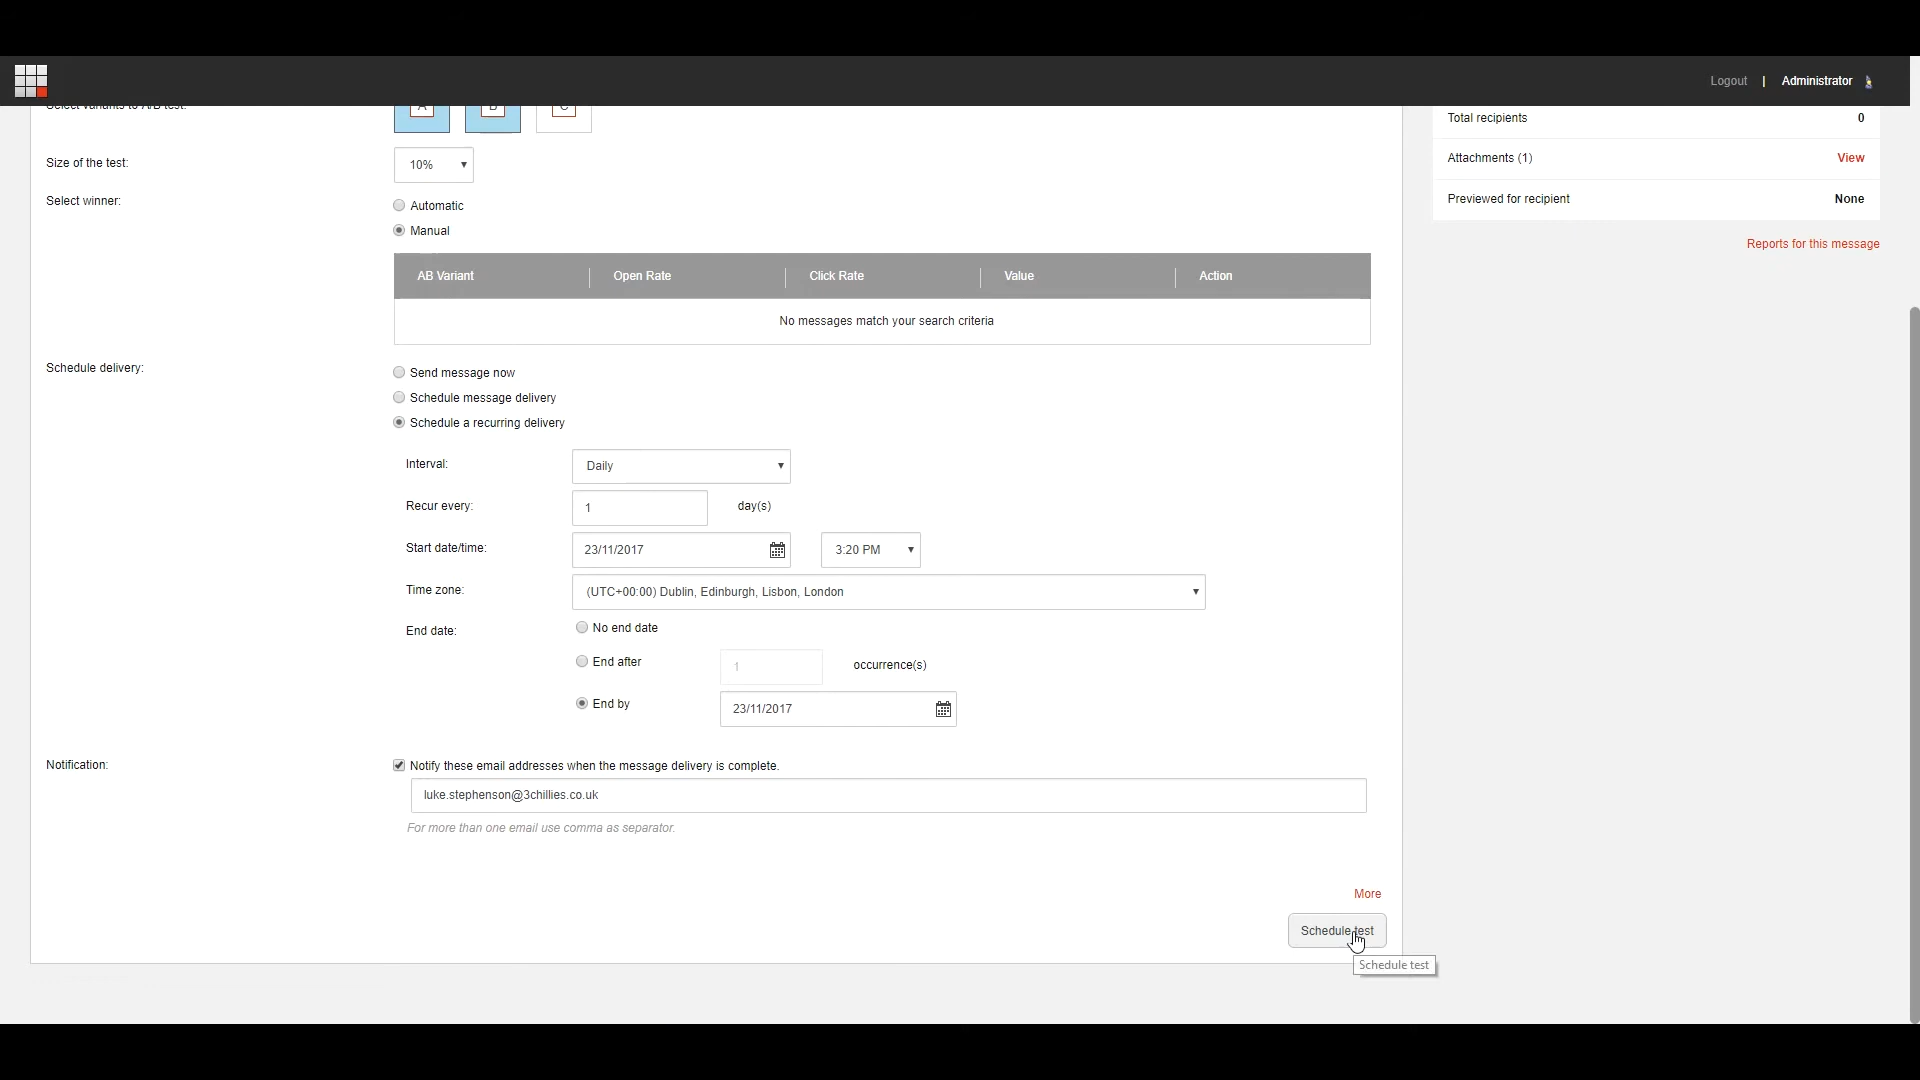 Logout | Administrator
Select variants to A/B test:
A B C
Size of the test:
10%
Select winner:
Automatic
Manual
AB Variant Open Rate Click Rate Value Action
No messages match your search criteria
Schedule delivery:
Send message now
Schedule message delivery
Schedule a recurring delivery
Interval: Daily
Recur every: 1 day(s)
Start date/time: 23/11/2017 3:20 PM
Time zone: (UTC+00:00) Dublin, Edinburgh, Lisbon, London
End date: No end date
End after 1 occurrence(s)
End by 23/11/2017
Notification: Notify these email addresses when the message delivery is complete.
luke.stephenson@3chillies.co.uk
For more than one email use comma as separator.
More
Schedule test
Schedule test
Total recipients 0
Attachments (1) View
Previewed for recipient None
Reports for this message